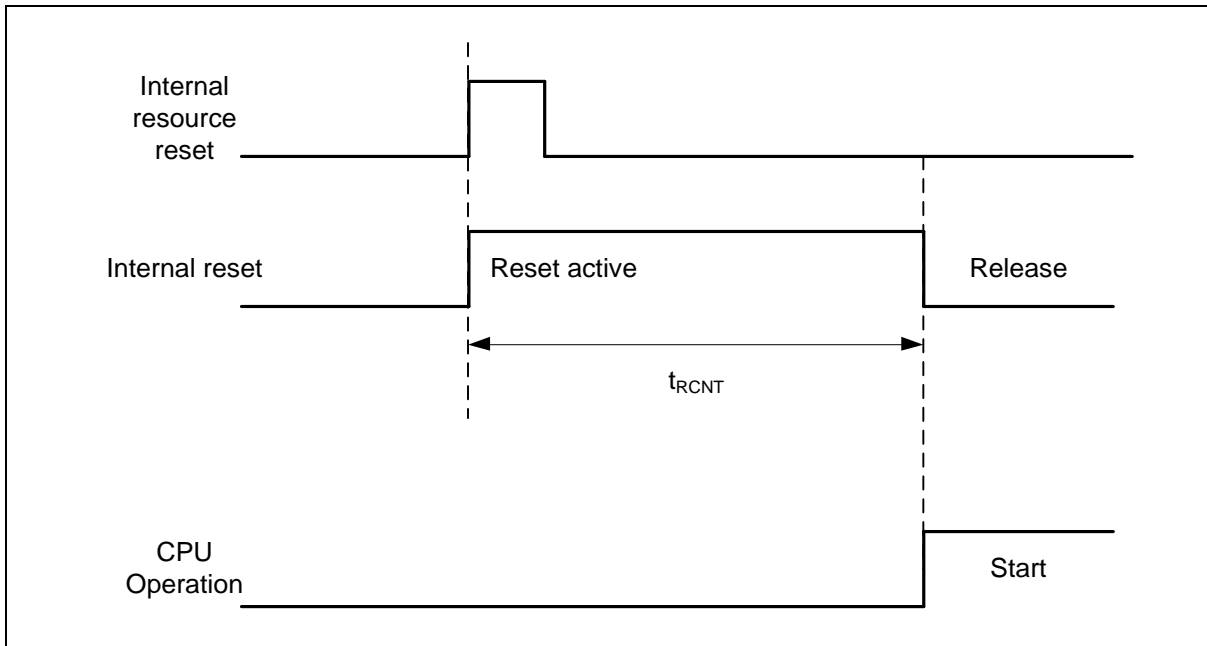 Internal
resource
reset
Internal reset
Reset active
Release
tRCNT
CPU
Operation
Start